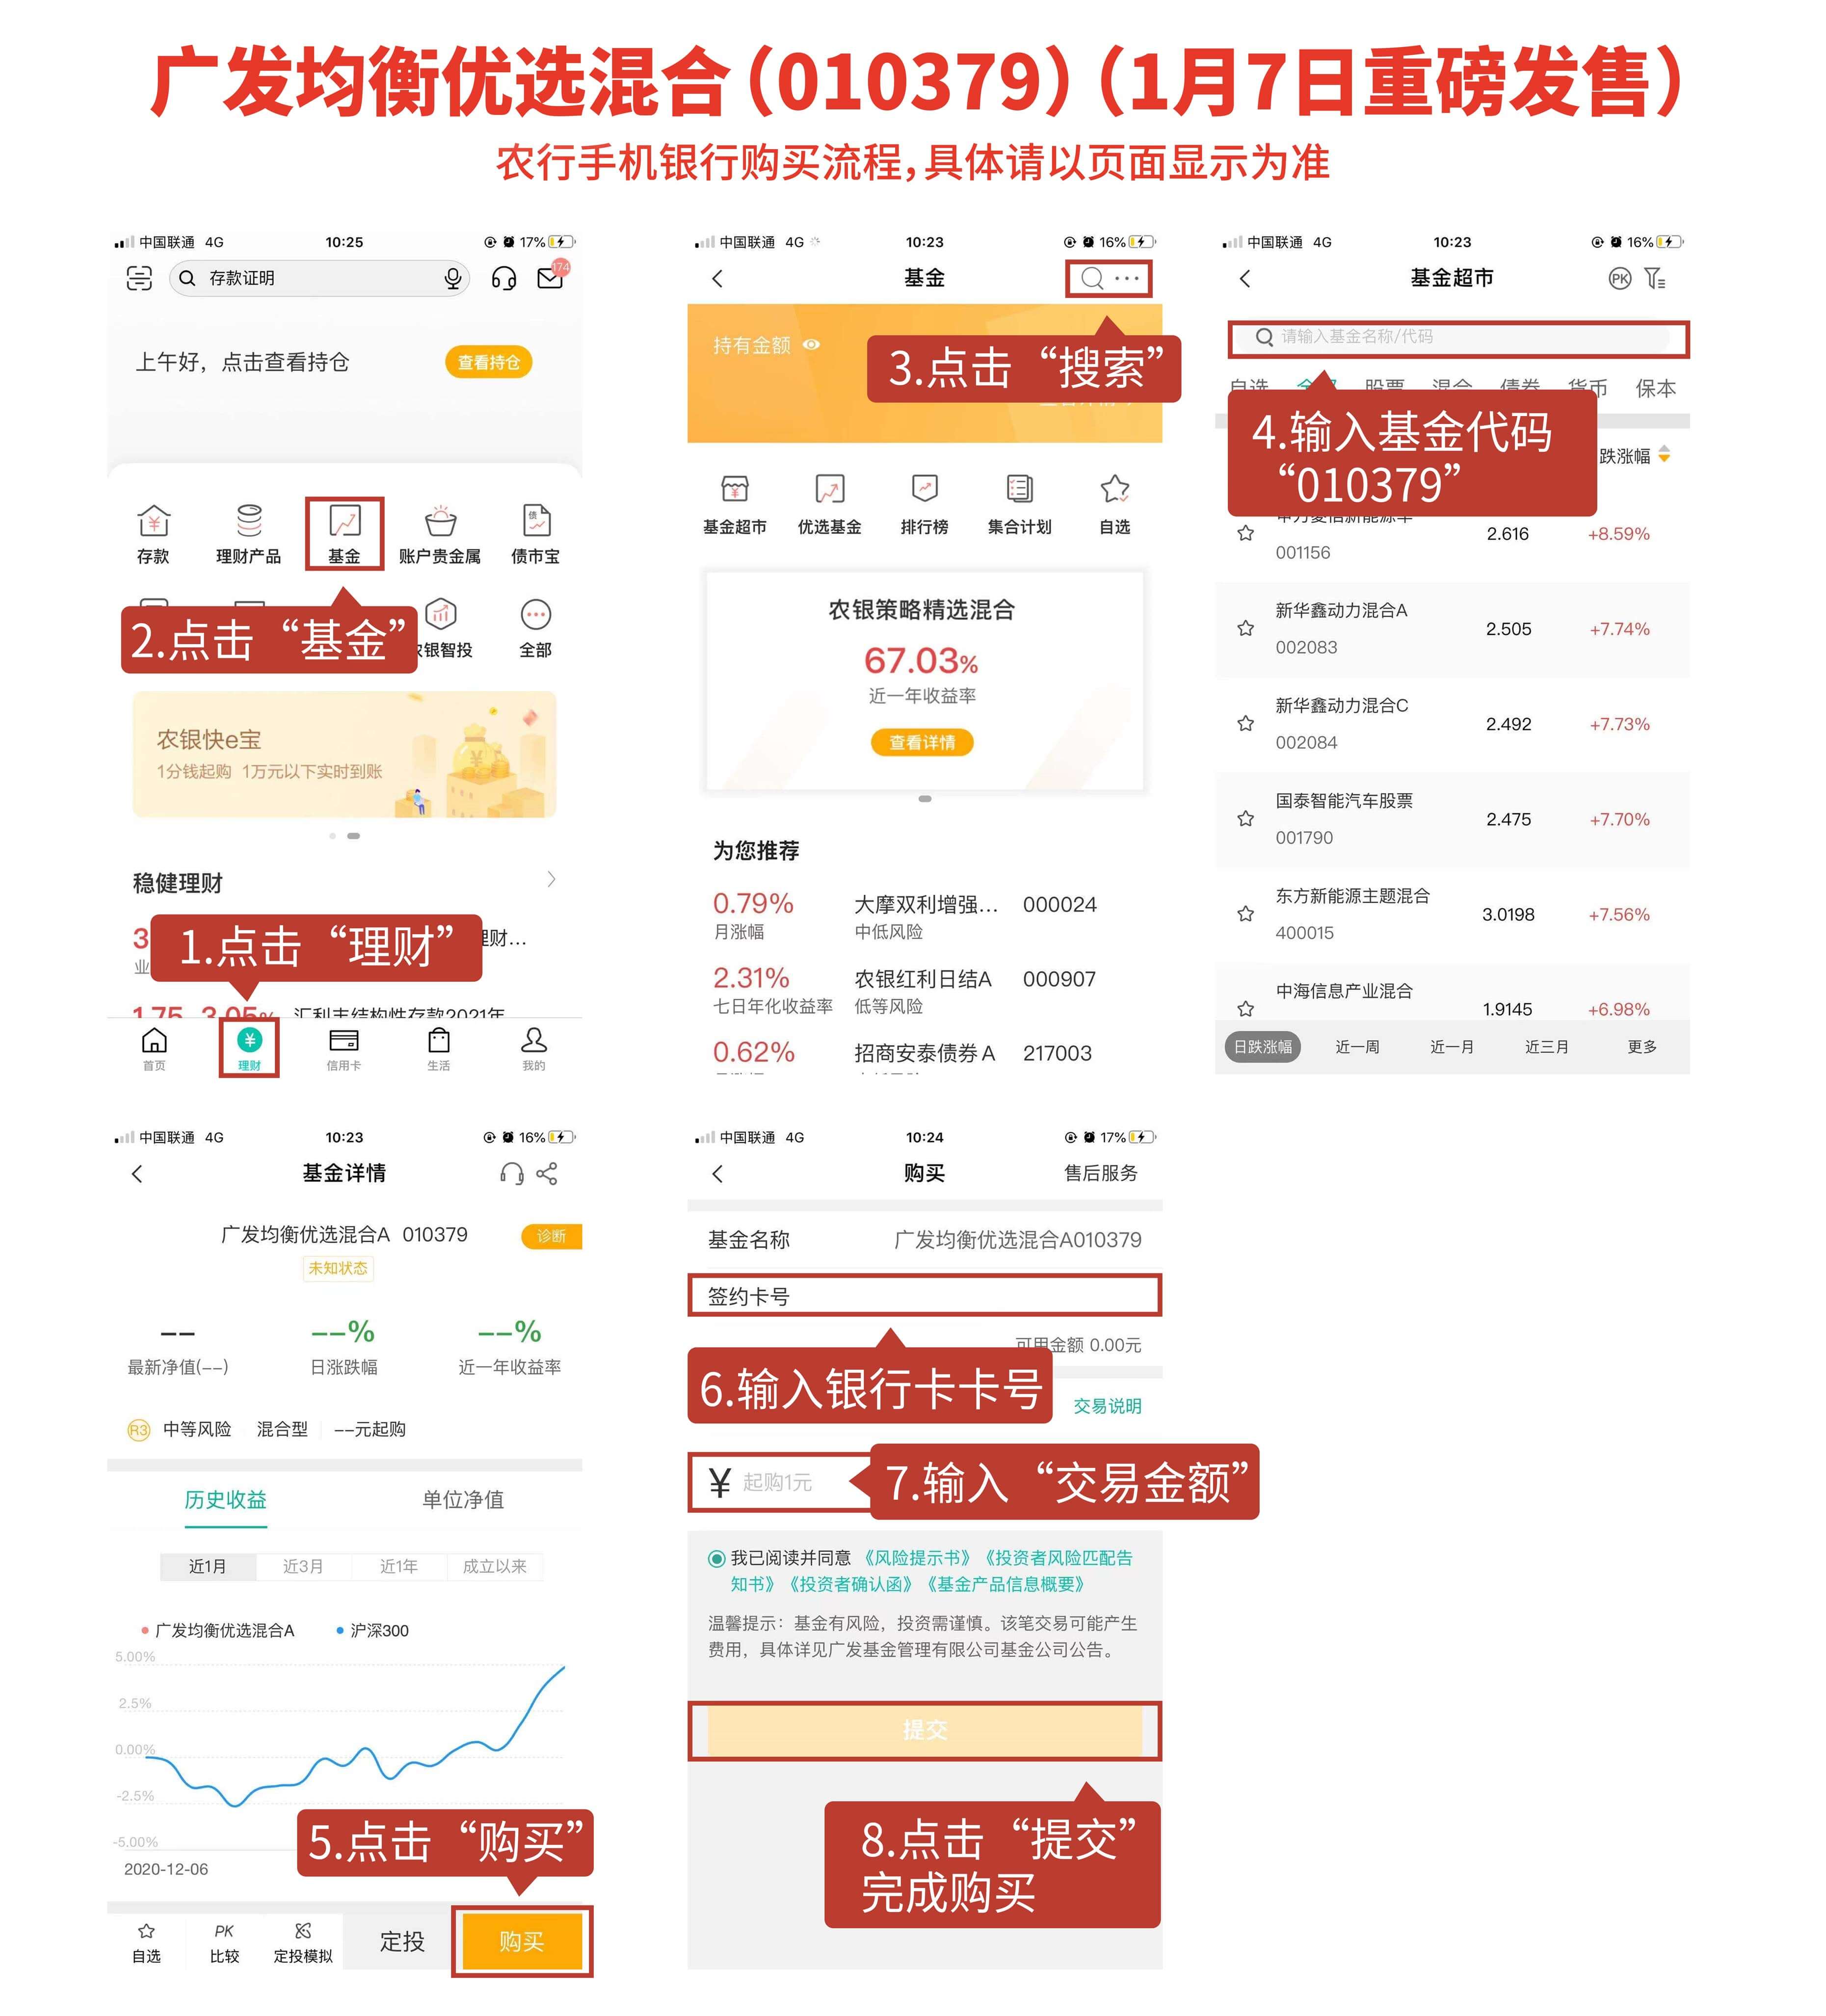 广发均衡优选混合（010379）（1月7日重磅发售）
农行手机银行购买流程，具体请以页面显示为准
中国联通 4G 10:25 17%
存款证明
174
上午好，点击查看持仓 查看持仓
存款 理财产品 基金 账户贵金属 债市宝
2.点击“基金”
农银智投 全部
农银快e宝
1分钱起购 1万元以下实时到账
稳健理财
3
1.点击“理财”
理财...
业
1.75 3.05% 汇利丰结构性存款2021年
首页 理财 信用卡 生活 我的
中国联通 4G 10:23 16%
基金
持有金额
3.点击“搜索”
基金超市 优选基金 排行榜 集合计划 自选
农银策略精选混合
67.03%
近一年收益率
查看详情
为您推荐
0.79% 大摩双利增强... 000024
月涨幅 中低风险
2.31% 农银红利日结A 000907
七日年化收益率 低等风险
0.62% 招商安泰债券A 217003
中国联通 4G 10:23 16%
基金超市 PK
请输入基金名称/代码
自选 股票 混合 债券 货币 保本
4.输入基金代码
“010379”
跌涨幅
申万菱信新能源车
2.616 +8.59%
001156
新华鑫动力混合A
2.505 +7.74%
002083
新华鑫动力混合C
2.492 +7.73%
002084
国泰智能汽车股票
2.475 +7.70%
001790
东方新能源主题混合
3.0198 +7.56%
400015
中海信息产业混合
1.9145 +6.98%
日跌涨幅 近一周 近一月 近三月 更多
中国联通 4G 10:23 16%
基金详情
广发均衡优选混合A 010379 诊断
未知状态
-- --% --%
最新净值(--) 日涨跌幅 近一年收益率
R3 中等风险 混合型 --元起购
历史收益 单位净值
近1月 近3月 近1年 成立以来
广发均衡优选混合A 沪深300
5.00%
2.5%
0.00%
-2.5%
-5.00%
2020-12-06
5.点击“购买”
自选 PK 比较 定投模拟 定投 购买
中国联通 4G 10:24 17%
购买 售后服务
基金名称 广发均衡优选混合A010379
签约卡号
可用金额 0.00元
6.输入银行卡卡号
交易说明
¥ 起购1元
7.输入“交易金额”
我已阅读并同意《风险提示书》《投资者风险匹配告
知书》《投资者确认函》《基金产品信息概要》
温馨提示：基金有风险，投资需谨慎。该笔交易可能产生
费用，具体详见广发基金管理有限公司基金公司公告。
提交
8.点击“提交”
完成购买